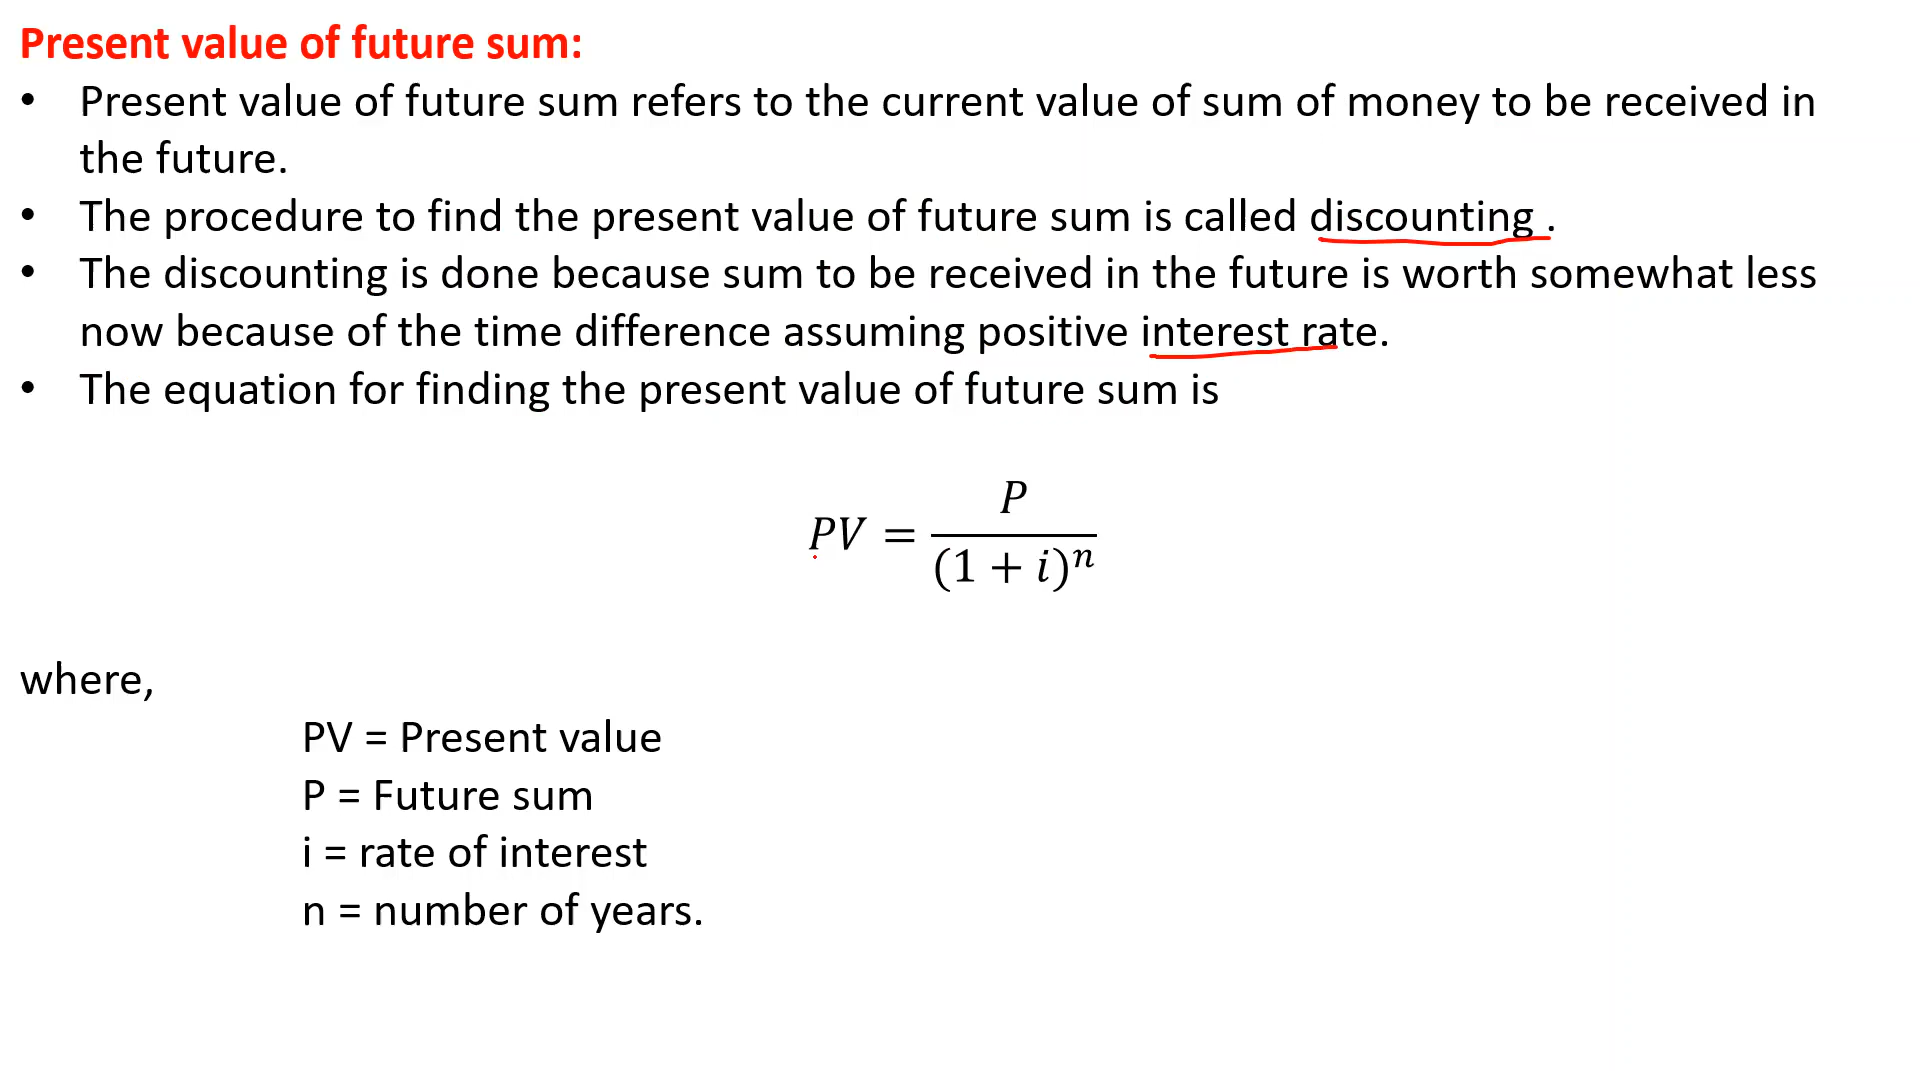 Present value of future sum:
• Present value of future sum refers to the current value of sum of money to be received in
the future.
• The procedure to find the present value of future sum is called discounting .
• The discounting is done because sum to be received in the future is worth somewhat less
now because of the time difference assuming positive interest rate.
• The equation for finding the present value of future sum is
PV = P / (1 + i)^n
where,
PV = Present value
P = Future sum
i = rate of interest
n = number of years.